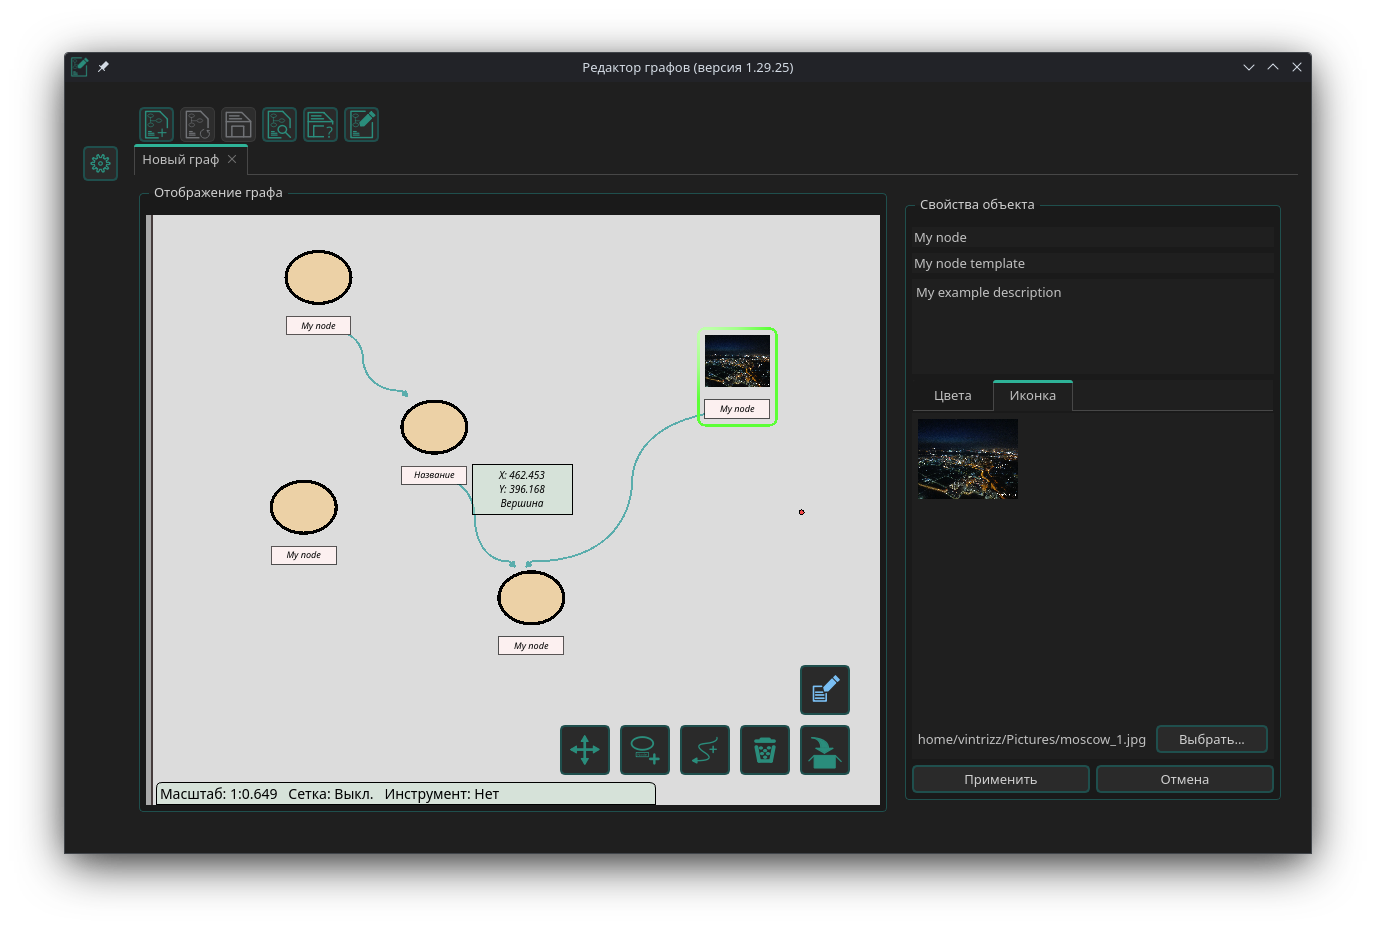 Редактор графов (версия 1.29.25)
Новый граф
Отображение графа
My node
My node
Название
X: 462.453
Y: 396.168
Вершина
My node
My node
Масштаб: 1:0.649 Сетка: Выкл. Инструмент: Нет
Свойства объекта
My node
My node template
My example description
Цвета
Иконка
home/vintrizz/Pictures/moscow_1.jpg
Выбрать...
Применить
Отмена